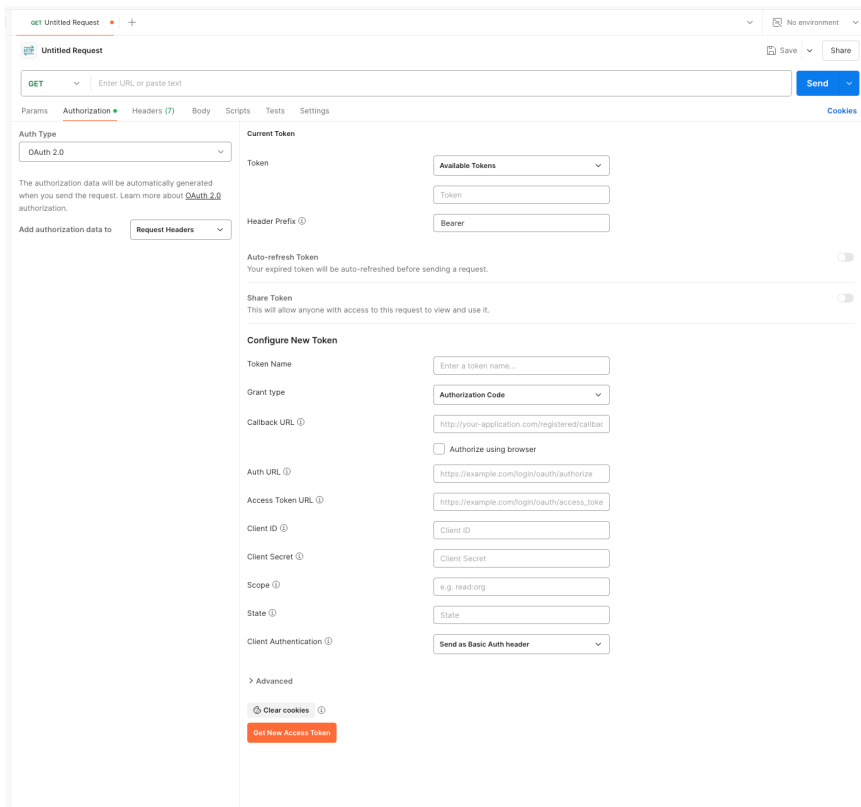 GET Untitled Request
No environment
HTTP
Untitled Request
Save
Share
GET
Enter URL or paste text
Send
Params Authorization Headers (7) Body Scripts Tests Settings
Cookies
Auth Type
OAuth 2.0
The authorization data will be automatically generated
when you send the request. Learn more about OAuth 2.0
authorization.
Add authorization data to
Request Headers
Current Token
Token
Available Tokens
Token
Header Prefix
Bearer
Auto-refresh Token
Your expired token will be auto-refreshed before sending a request.
Share Token
This will allow anyone with access to this request to view and use it.
Configure New Token
Token Name
Enter a token name...
Grant type
Authorization Code
Callback URL
http://your-application.com/registered/callbac
Authorize using browser
Auth URL
https://example.com/login/oauth/authorize
Access Token URL
https://example.com/login/oauth/access_toke
Client ID
Client ID
Client Secret
Client Secret
Scope
e.g. read:org
State
State
Client Authentication
Send as Basic Auth header
Advanced
Clear cookies
Get New Access Token